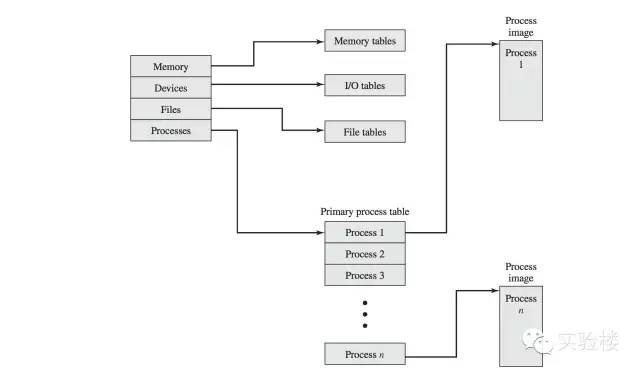 Memory
Devices
Files
Processes
Memory tables
I/O tables
File tables
Primary process table
Process 1
Process 2
Process 3
Process n
Process
image
Process
1
Process
image
Process
n
实验楼